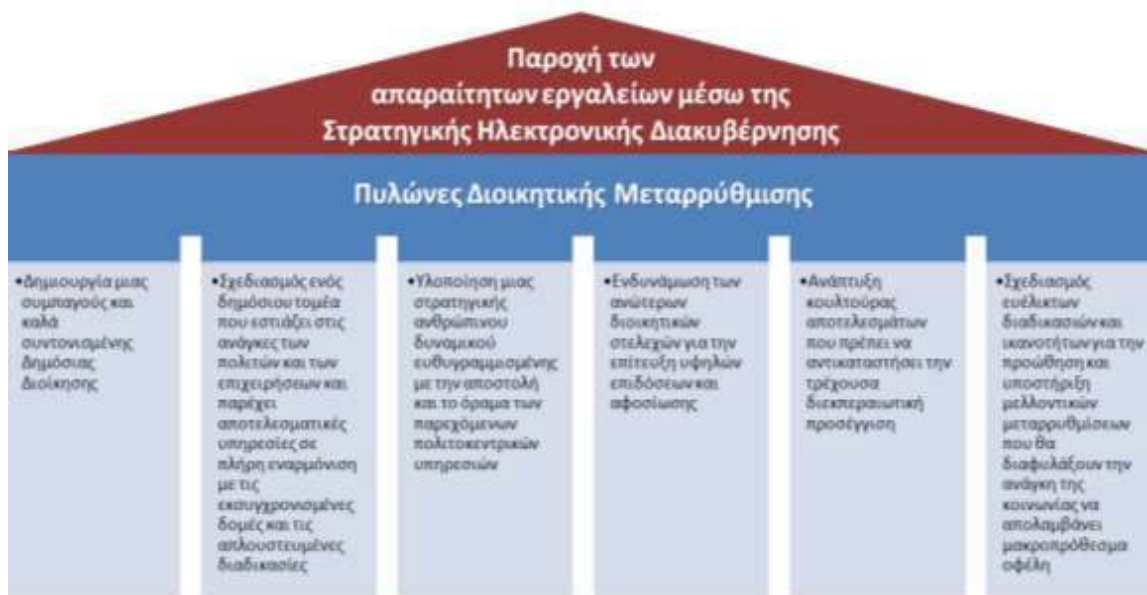 Παροχή των
απαραίτητων εργαλείων μέσω της
Στρατηγικής Ηλεκτρονικής Διακυβέρνησης
Πυλώνες Διοικητικής Μεταρρύθμισης
•Δημιουργία μιας
συμπαγούς και
καλά
συντονισμένης
Δημόσιας
Διοίκησης
•Σχεδιασμός ενός
δημόσιου τομέα
που εστιάζει στις
ανάγκες των
πολιτών και των
επιχειρήσεων και
παρέχει
αποτελεσματικές
υπηρεσίες σε
πλήρη εναρμόνιση
με τις
εκσυγχρονισμένες
δομές και τις
απλουστευμένες
διαδικασίες
•Υλοποίηση μιας
στρατηγικής
ανθρώπινου
δυναμικού
ευθυγραμμισμένης
με την αποστολή
και το όραμα των
παρεχόμενων
πολιτοκεντρικών
υπηρεσιών
•Ενδυνάμωση των
ανώτερων
διοικητικών
στελεχών για την
επίτευξη υψηλών
επιδόσεων και
αφοσίωσης
•Ανάπτυξη
κουλτούρας
αποτελεσμάτων
που πρέπει να
αντικαταστήσει την
τρέχουσα
διεκπεραιωτική
προσέγγιση
•Σχεδιασμός
ευέλικτων
διαδικασιών και
ικανοτήτων για την
προώθηση και
υποστήριξη
μελλοντικών
μεταρρυθμίσεων
που θα
διαφυλάξουν την
ανάγκη της
κοινωνίας να
απολαμβάνει
μακροπρόθεσμα
οφέλη